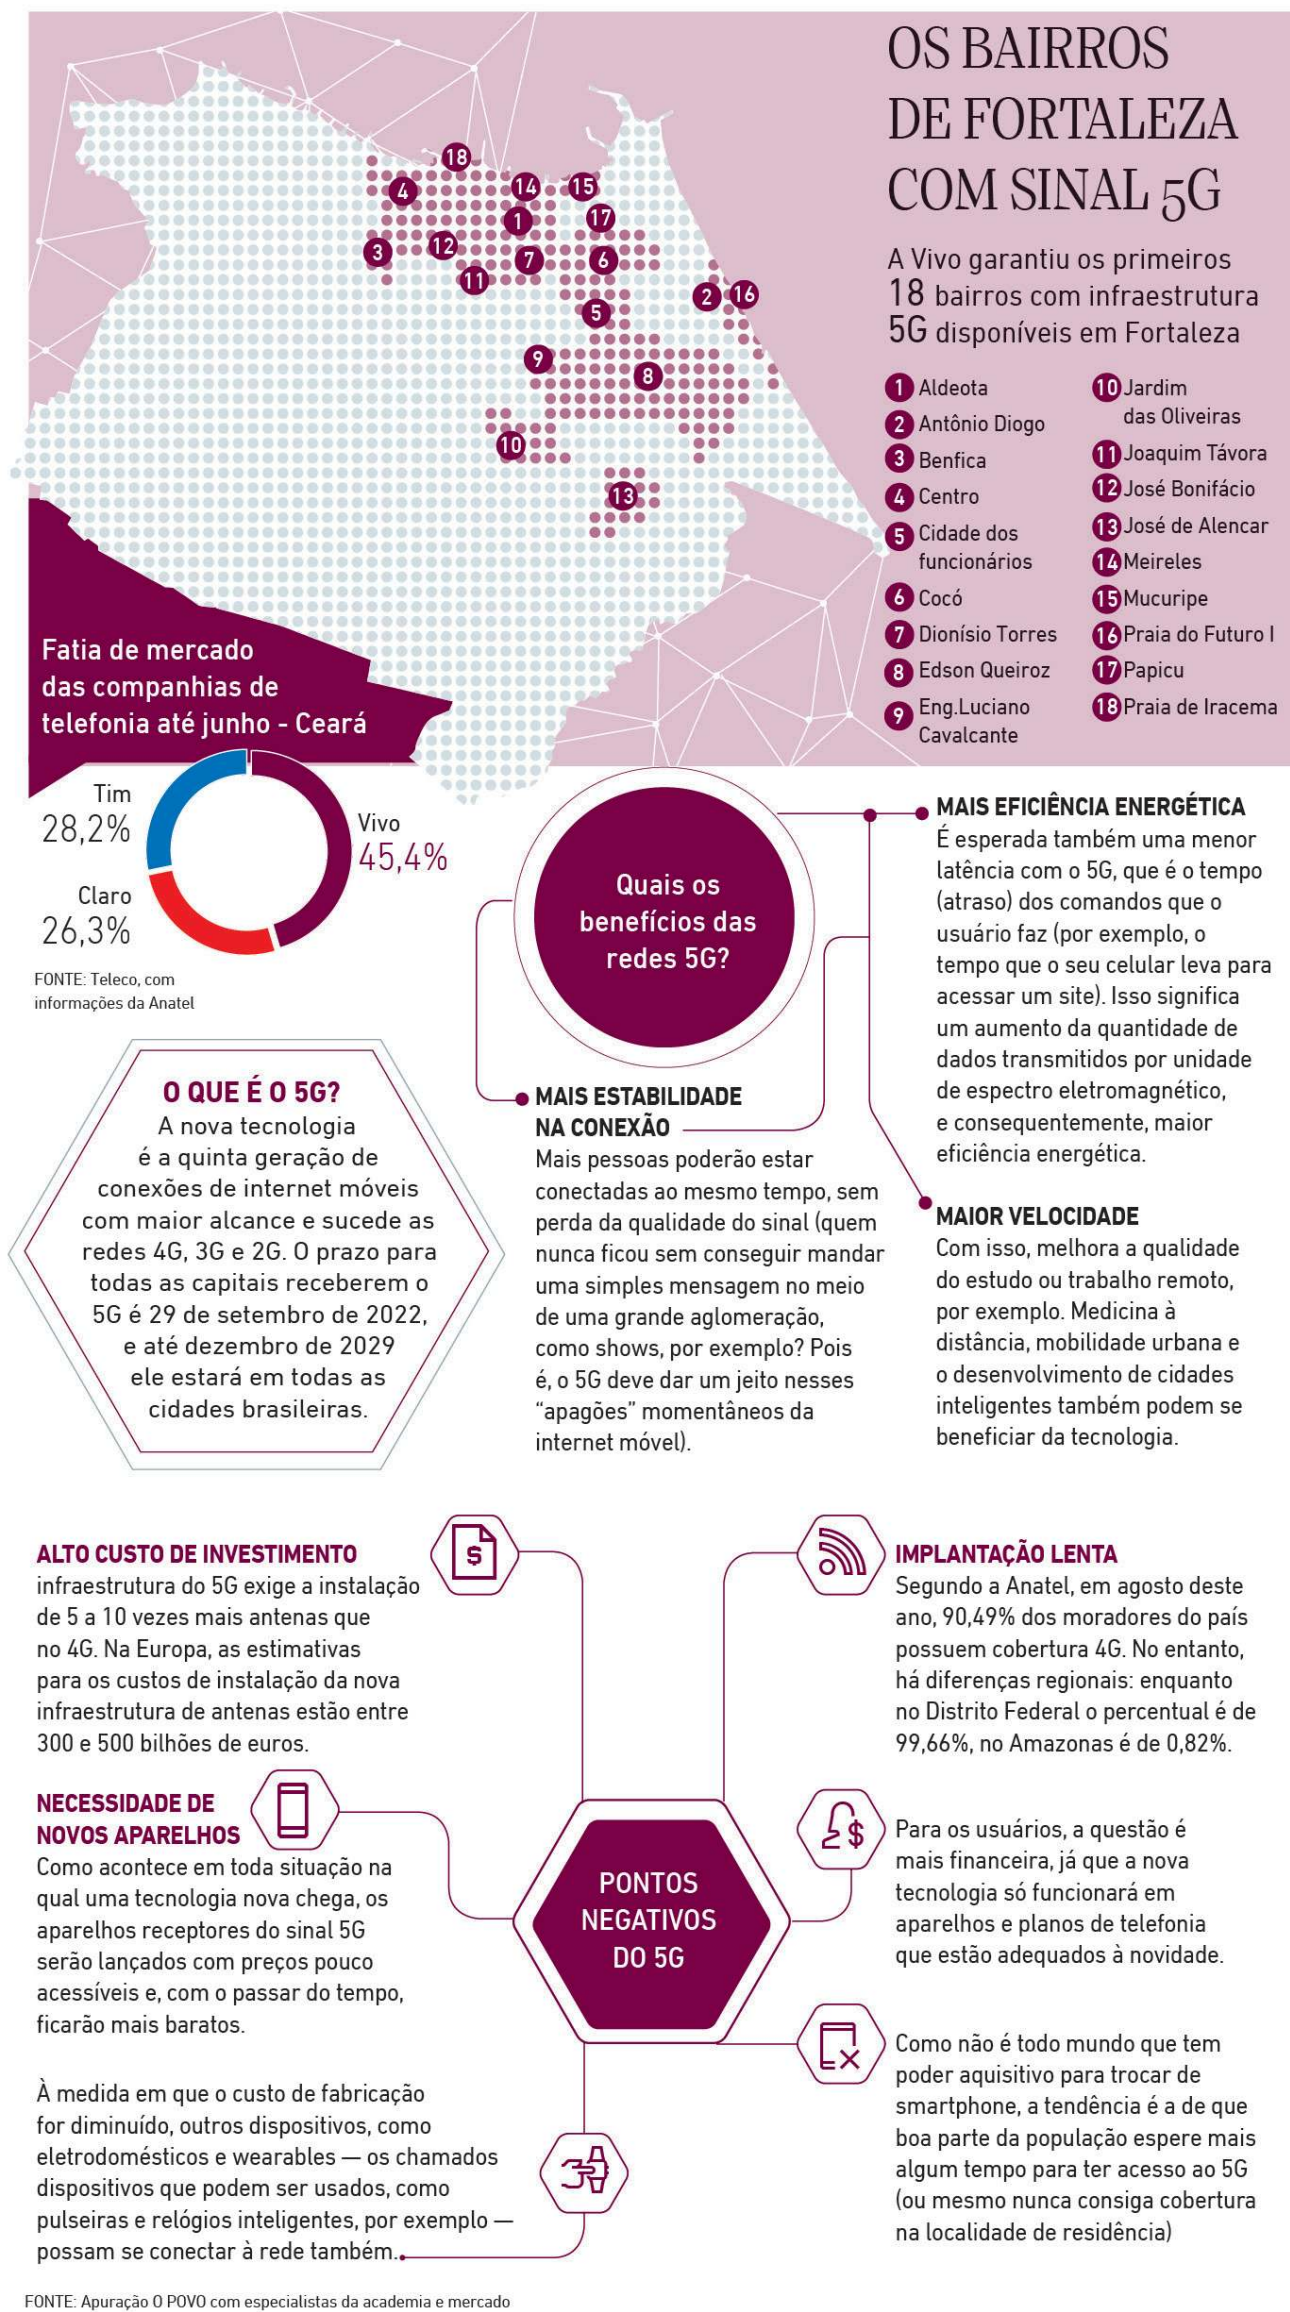 OS BAIRROS
DE FORTALEZA
COM SINAL 5G
A Vivo garantiu os primeiros
18 bairros com infraestrutura
5G disponíveis em Fortaleza
18
4
14
15
1
17
3
12
7
6
11
2
16
5
9
8
10
13
1 Aldeota
2 Antônio Diogo
3 Benfica
4 Centro
5 Cidade dos
funcionários
6 Cocó
7 Dionísio Torres
8 Edson Queiroz
9 Eng.Luciano
Cavalcante
10 Jardim
das Oliveiras
11 Joaquim Távora
12 José Bonifácio
13 José de Alencar
14 Meireles
15 Mucuripe
16 Praia do Futuro I
17 Papicu
18 Praia de Iracema
Fatia de mercado
das companhias de
telefonia até junho - Ceará
Tim
28,2%
Vivo
45,4%
Claro
26,3%
FONTE: Teleco, com
informações da Anatel
O QUE É O 5G?
A nova tecnologia
é a quinta geração de
conexões de internet móveis
com maior alcance e sucede as
redes 4G, 3G e 2G. O prazo para
todas as capitais receberem o
5G é 29 de setembro de 2022,
e até dezembro de 2029
ele estará em todas as
cidades brasileiras.
Quais os
benefícios das
redes 5G?
MAIS ESTABILIDADE
NA CONEXÃO
Mais pessoas poderão estar
conectadas ao mesmo tempo, sem
perda da qualidade do sinal (quem
nunca ficou sem conseguir mandar
uma simples mensagem no meio
de uma grande aglomeração,
como shows, por exemplo? Pois
é, o 5G deve dar um jeito nesses
“apagões” momentâneos da
internet móvel).
MAIS EFICIÊNCIA ENERGÉTICA
É esperada também uma menor
latência com o 5G, que é o tempo
(atraso) dos comandos que o
usuário faz (por exemplo, o
tempo que o seu celular leva para
acessar um site). Isso significa
um aumento da quantidade de
dados transmitidos por unidade
de espectro eletromagnético,
e consequentemente, maior
eficiência energética.
MAIOR VELOCIDADE
Com isso, melhora a qualidade
do estudo ou trabalho remoto,
por exemplo. Medicina à
distância, mobilidade urbana e
o desenvolvimento de cidades
inteligentes também podem se
beneficiar da tecnologia.
ALTO CUSTO DE INVESTIMENTO
infraestrutura do 5G exige a instalação
de 5 a 10 vezes mais antenas que
no 4G. Na Europa, as estimativas
para os custos de instalação da nova
infraestrutura de antenas estão entre
300 e 500 bilhões de euros.
$
NECESSIDADE DE
NOVOS APARELHOS
Como acontece em toda situação na
qual uma tecnologia nova chega, os
aparelhos receptores do sinal 5G
serão lançados com preços pouco
acessíveis e, com o passar do tempo,
ficarão mais baratos.
À medida em que o custo de fabricação
for diminuído, outros dispositivos, como
eletrodomésticos e wearables — os chamados
dispositivos que podem ser usados, como
pulseiras e relógios inteligentes, por exemplo —
possam se conectar à rede também.
PONTOS
NEGATIVOS
DO 5G
IMPLANTAÇÃO LENTA
Segundo a Anatel, em agosto deste
ano, 90,49% dos moradores do país
possuem cobertura 4G. No entanto,
há diferenças regionais: enquanto
no Distrito Federal o percentual é de
99,66%, no Amazonas é de 0,82%.
$
Para os usuários, a questão é
mais financeira, já que a nova
tecnologia só funcionará em
aparelhos e planos de telefonia
que estão adequados à novidade.
Como não é todo mundo que tem
poder aquisitivo para trocar de
smartphone, a tendência é a de que
boa parte da população espere mais
algum tempo para ter acesso ao 5G
(ou mesmo nunca consiga cobertura
na localidade de residência)
FONTE: Apuração O POVO com especialistas da academia e mercado